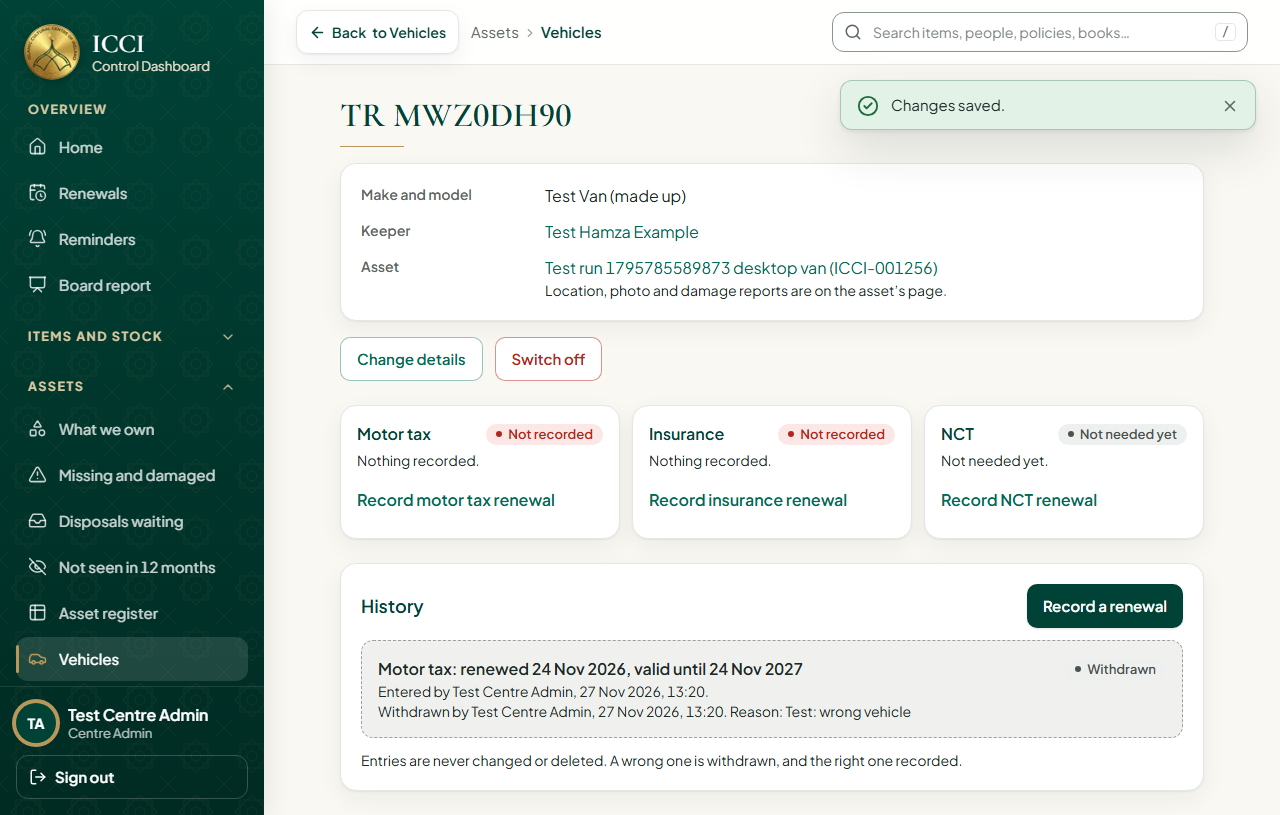 ICCI
Control Dashboard
OVERVIEW
Home
Renewals
Reminders
Board report
ITEMS AND STOCK
ASSETS
What we own
Missing and damaged
Disposals waiting
Not seen in 12 months
Asset register
Vehicles
TA
Test Centre Admin
Centre Admin
Sign out
Back to Vehicles
Assets
Vehicles
Search items, people, policies, books…
/
Changes saved.
TR MWZ0DH90
Make and model
Test Van (made up)
Keeper
Test Hamza Example
Asset
Test run 1795785589873 desktop van (ICCI-001256)
Location, photo and damage reports are on the asset's page.
Change details
Switch off
Motor tax
Not recorded
Nothing recorded.
Record motor tax renewal
Insurance
Not recorded
Nothing recorded.
Record insurance renewal
NCT
Not needed yet
Not needed yet.
Record NCT renewal
History
Record a renewal
Motor tax: renewed 24 Nov 2026, valid until 24 Nov 2027
Withdrawn
Entered by Test Centre Admin, 27 Nov 2026, 13:20.
Withdrawn by Test Centre Admin, 27 Nov 2026, 13:20. Reason: Test: wrong vehicle
Entries are never changed or deleted. A wrong one is withdrawn, and the right one recorded.